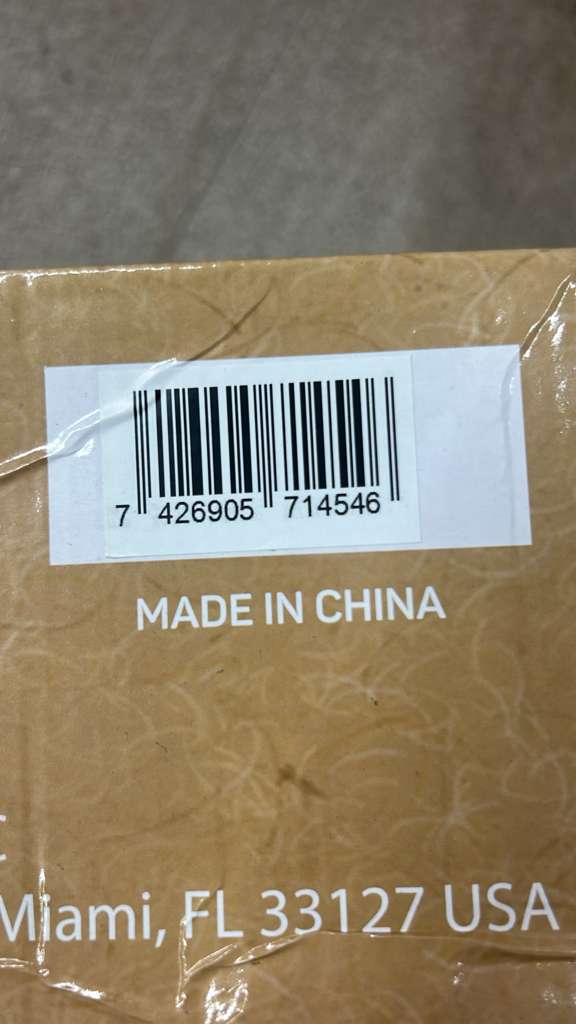 7 426905 714546
MADE IN CHINA
Miami, FL 33127 USA